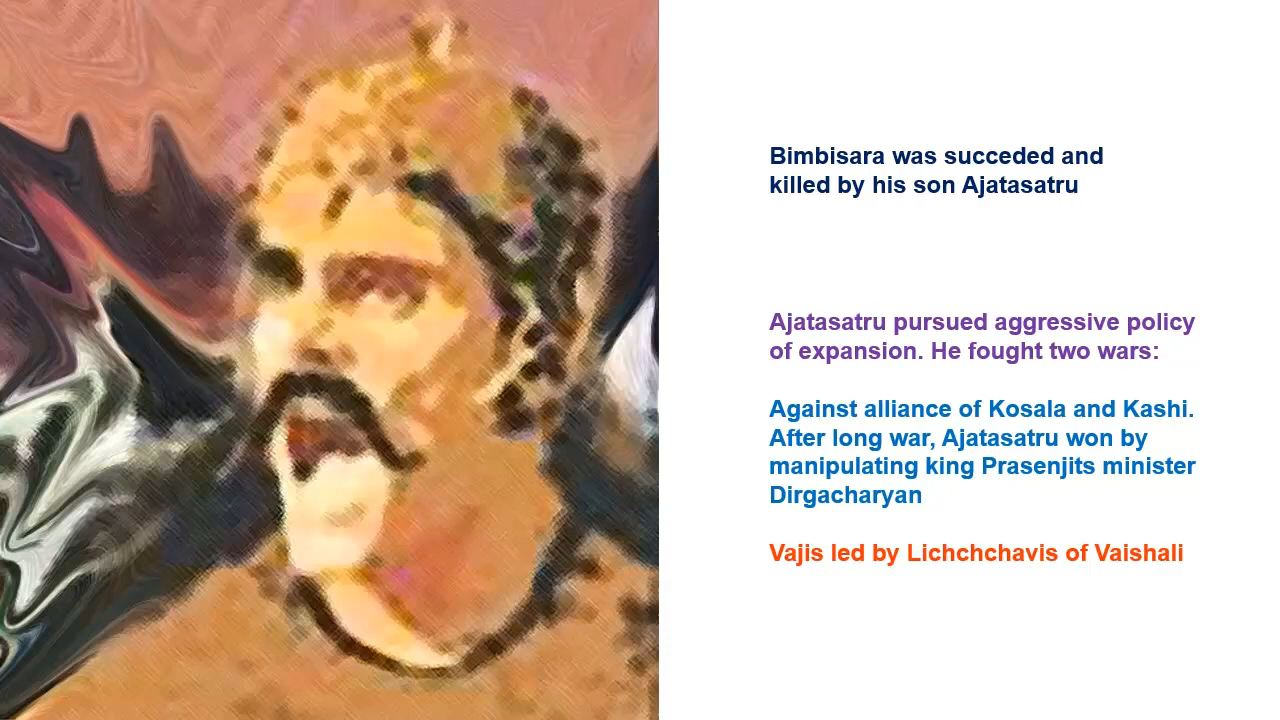 Bimbisara was succeded and
killed by his son Ajatasatru
Ajatasatru pursued aggressive policy
of expansion. He fought two wars:
Against alliance of Kosala and Kashi.
After long war, Ajatasatru won by
manipulating king Prasenjits minister
Dirgacharyan
Vajis led by Lichchchavis of Vaishali